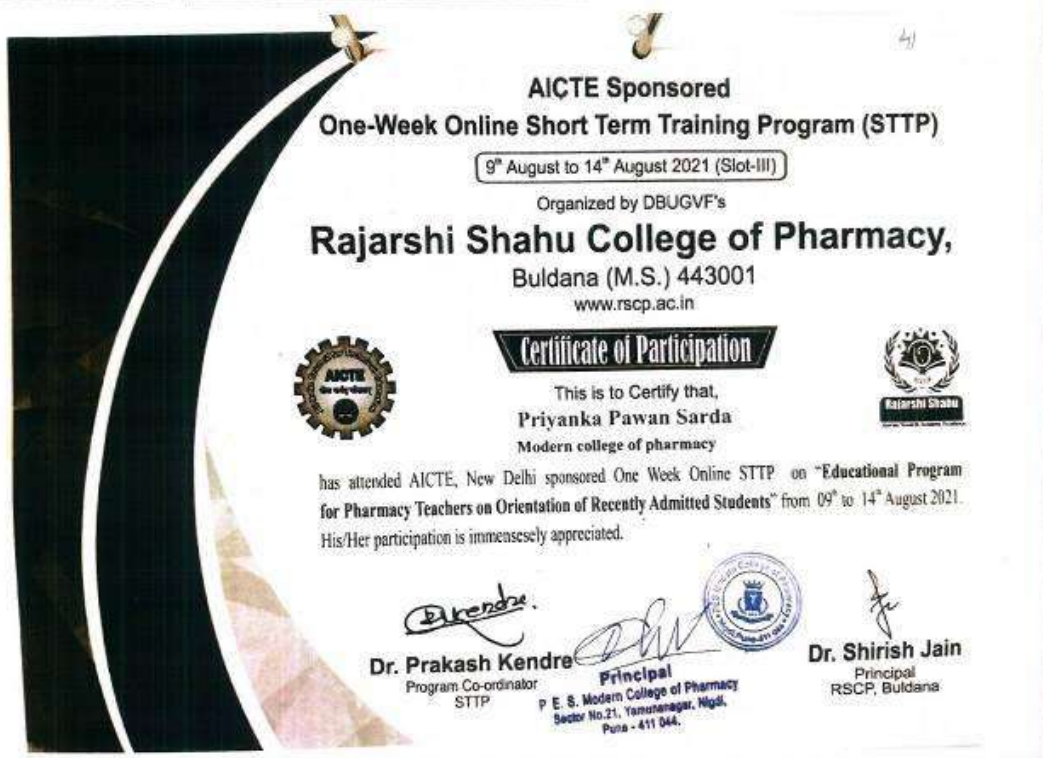 41
AICTE Sponsored
One-Week Online Short Term Training Program (STTP)
9th August to 14th August 2021 (Slot-III)
Organized by DBUGVF's
Rajarshi Shahu College of Pharmacy,
Buldana (M.S.) 443001
www.rscp.ac.in
Certificate of Participation
AICTE
Rajarshi Shahu
This is to Certify that,
Priyanka Pawan Sarda
Modern college of pharmacy
has attended AICTE, New Delhi sponsored One Week Online STTP on "Educational Program
for Pharmacy Teachers on Orientation of Recently Admitted Students" from 09th to 14th August 2021.
His/Her participation is immensesely appreciated.
Dr. Prakash Kendre
Program Co-ordinator
STTP
Principal
P E. S. Modern College of Pharmacy
Sector No.21, Yamunanagar, Nigdi,
Pune - 411 044.
Dr. Shirish Jain
Principal
RSCP, Buldana